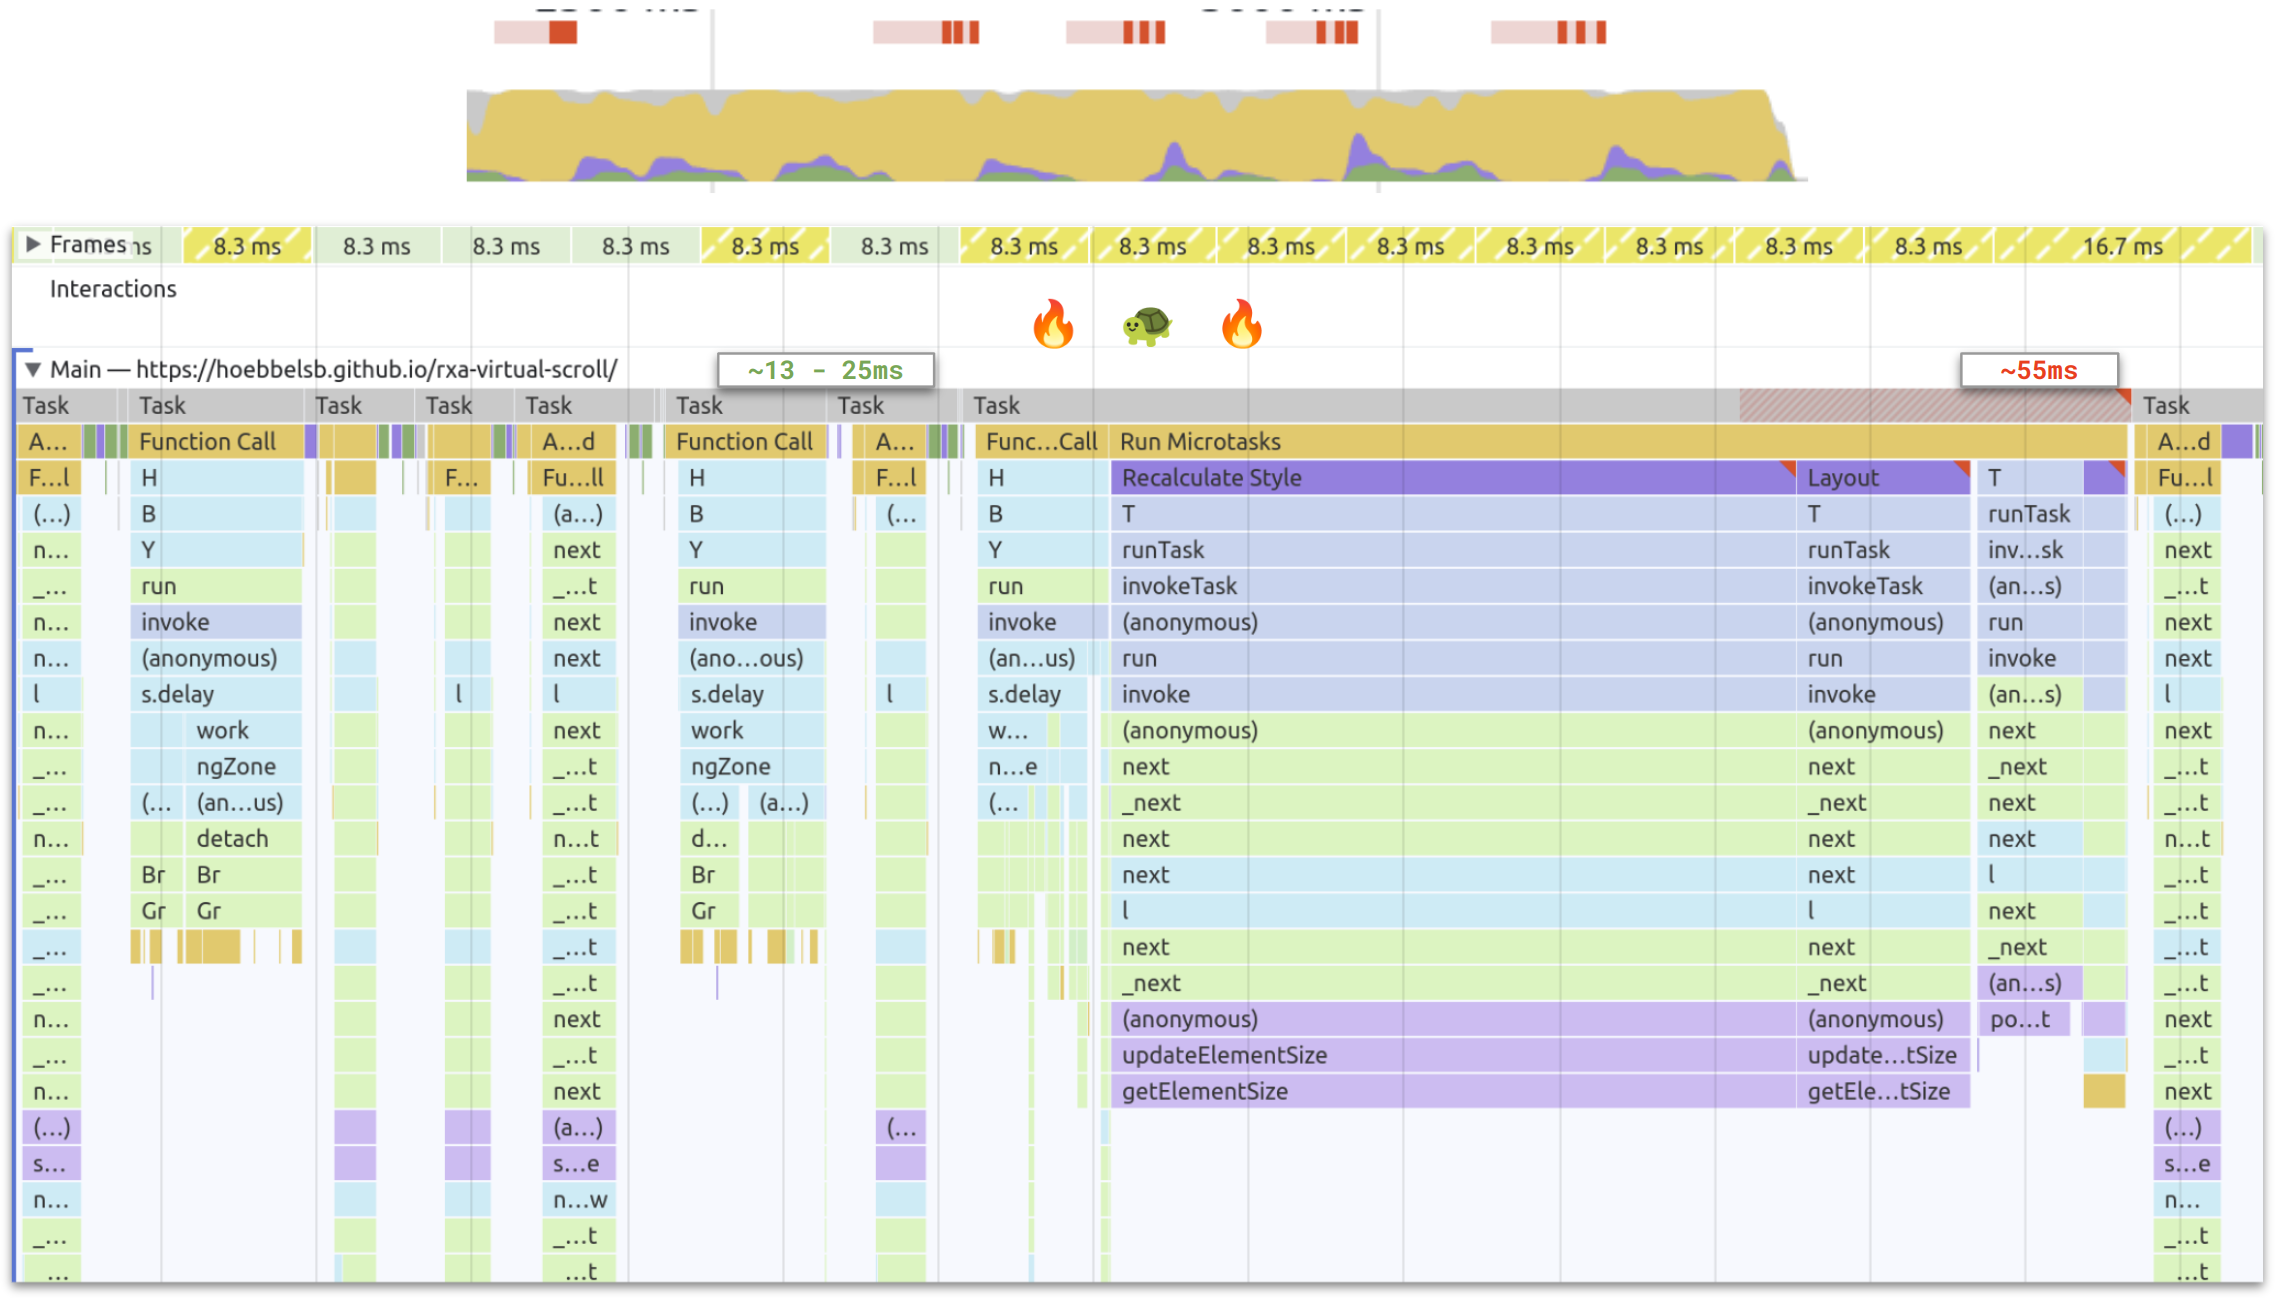 Frames ms 8.3 ms 8.3 ms 8.3 ms 8.3 ms 8.3 ms 8.3 ms 8.3 ms 8.3 ms 8.3 ms 8.3 ms 8.3 ms 8.3 ms 8.3 ms 8.3 ms 16.7 ms
Interactions
Main — https://hoebbelsb.github.io/rxa-virtual-scroll/ ~13 - 25ms ~55ms
Task Task Task Task Task Task Task Task Task
A... Function Call A...d Function Call A... Func...Call Run Microtasks A...d
F...l H F... Fu...ll H F...l H Recalculate Style Layout T Fu...l
(...) B (a...) B (... B T T runTask (...)
n... Y next Y Y runTask runTask inv...sk next
_... run _...t run run invokeTask invokeTask (an...s) _...t
n... invoke next invoke invoke (anonymous) (anonymous) run next
n... (anonymous) next (ano...ous) (an...us) run run invoke next
l s.delay l l s.delay l s.delay invoke invoke (an...s) l
n... work next work w... (anonymous) (anonymous) next next
_... ngZone _...t ngZone n...e next next _next _...t
_... (... (an...us) _...t (...) (a...) (... _next _next next _...t
n... detach n...t d... next next next n...t
_... Br Br _...t Br next next l _...t
_... Gr Gr _...t Gr l l next _...t
_... _...t next next _next _...t
_... _...t _next _next (an...s) _...t
n... next (anonymous) (anonymous) po...t next
_... _...t updateElementSize update...tSize _...t
n... next getElementSize getEle...tSize next
(...) (a...) (... (...)
s... s...e s...e
n... n...w n...
_... _...t _...t
... ...t ...t